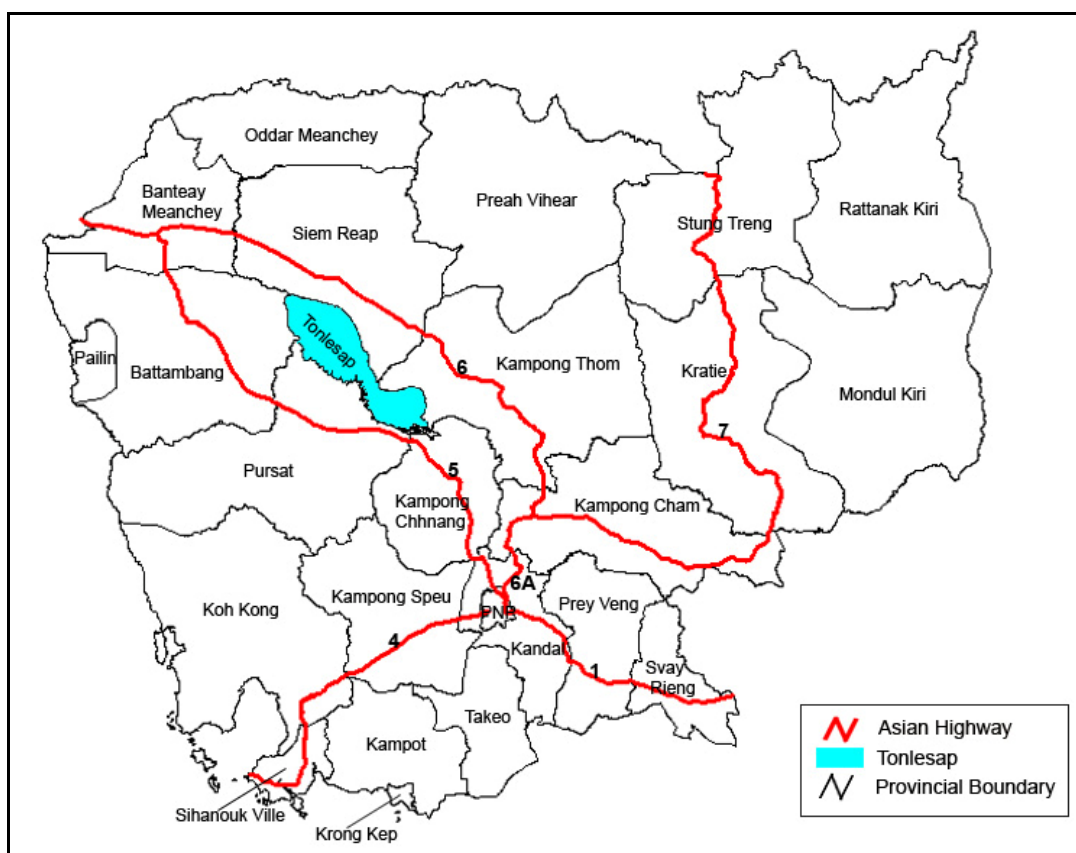 Oddar Meanchey
Banteay
Meanchey
Preah Vihear
Rattanak Kiri
Stung Treng
Siem Reap
Tonlesap
Pailin
Battambang
6
Kampong Thom
Kratie
Mondul Kiri
7
Pursat
5
Kampong
Chhnang
Kampong Cham
6A
Koh Kong
Kampong Speu
PNP
Prey Veng
4
Kandal
1
Svay
Rieng
Takeo
Kampot
Sihanouk Ville
Krong Kep
Asian Highway
Tonlesap
Provincial Boundary